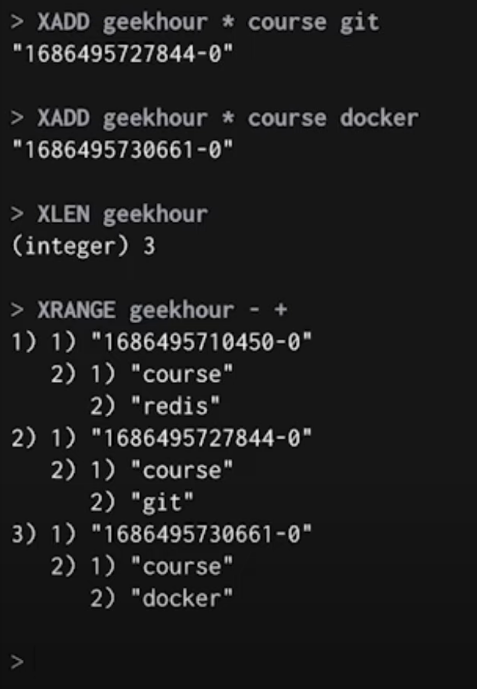 > XADD geekhour * course git
"1686495727844-0"
> XADD geekhour * course docker
"1686495730661-0"
> XLEN geekhour
(integer) 3
> XRANGE geekhour - +
1) 1) "1686495710450-0"
   2) 1) "course"
      2) "redis"
2) 1) "1686495727844-0"
   2) 1) "course"
      2) "git"
3) 1) "1686495730661-0"
   2) 1) "course"
      2) "docker"
>